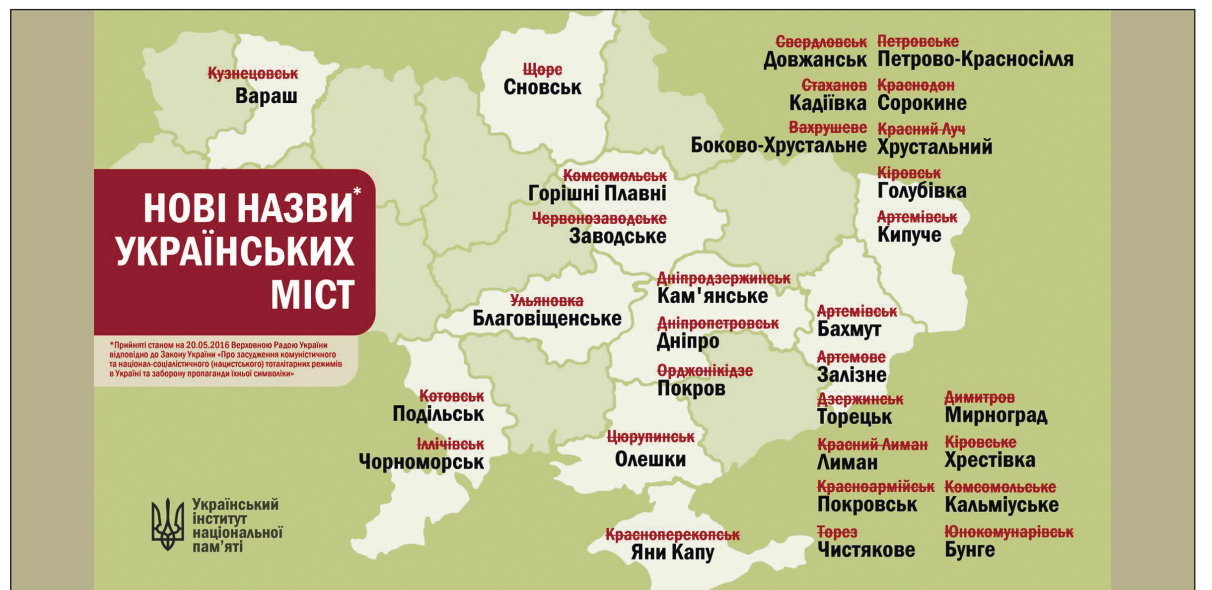 Кузнецовськ
Вараш
Щорс
Сновськ
Свердловськ
Довжанськ
Петровське
Петрово-Красносілля
Стаханов
Кадіївка
Краснодон
Сорокине
Вахрушеве
Боково-Хрустальне
Красний Луч
Хрустальний
Комсомольськ
Горішні Плавні
Кіровськ
Голубівка
Червонозаводське
Заводське
Артемівськ
Кипуче
НОВІ НАЗВИ*
УКРАЇНСЬКИХ
МІСТ
*Прийняті станом на 20.05.2016 Верховною Радою України
відповідно до Закону України «Про засудження комуністичного
та націонал-соціалістичного (нацистського) тоталітарних режимів
в Україні та заборону пропаганди їхньої символіки»
Ульяновка
Благовіщенське
Дніпродзержинськ
Кам'янське
Дніпропетровськ
Дніпро
Орджонікідзе
Покров
Артемівськ
Бахмут
Артемове
Залізне
Дзержинськ
Торецьк
Димитров
Мирноград
Котовськ
Подільськ
Іллічівськ
Чорноморськ
Цюрупинськ
Олешки
Красний Лиман
Лиман
Кіровське
Хрестівка
Красноармійськ
Покровськ
Комсомольське
Кальміуське
Торез
Чистякове
Юнокомунарівськ
Бунге
Красноперекопськ
Яни Капу
Український
інститут
національної
пам’яті